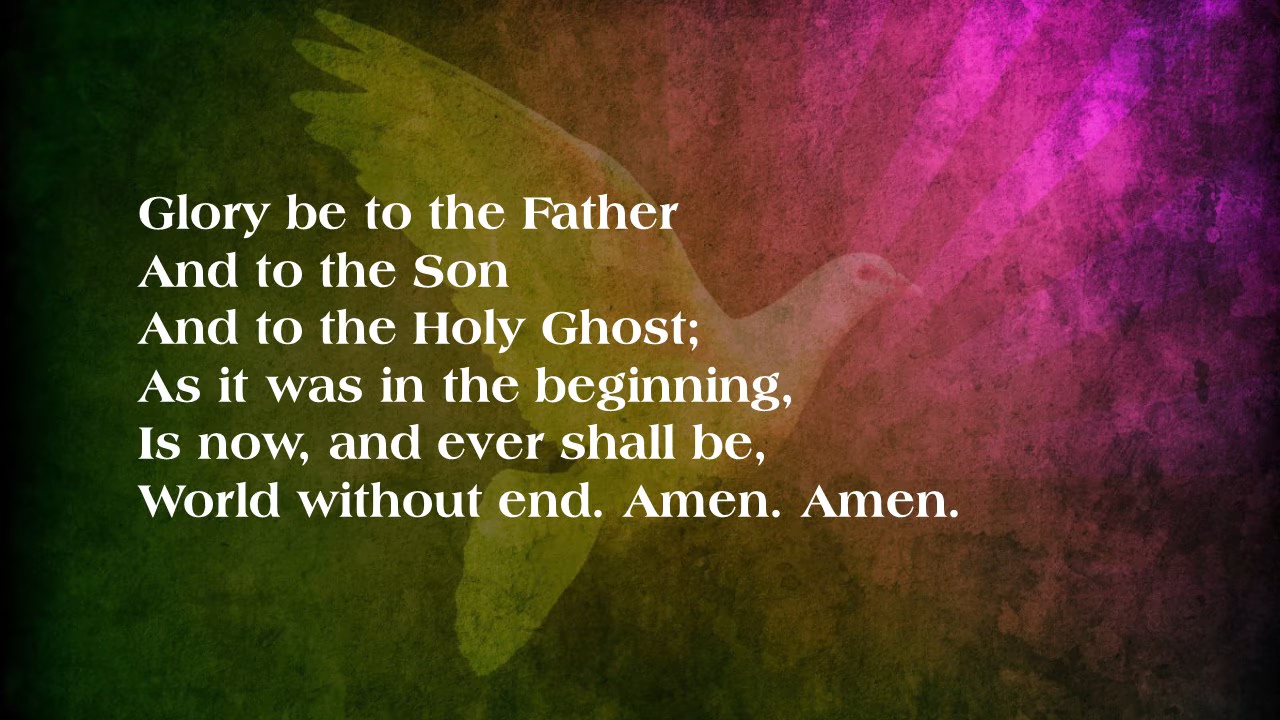 Glory be to the Father
And to the Son
And to the Holy Ghost;
As it was in the beginning,
Is now, and ever shall be,
World without end. Amen. Amen.